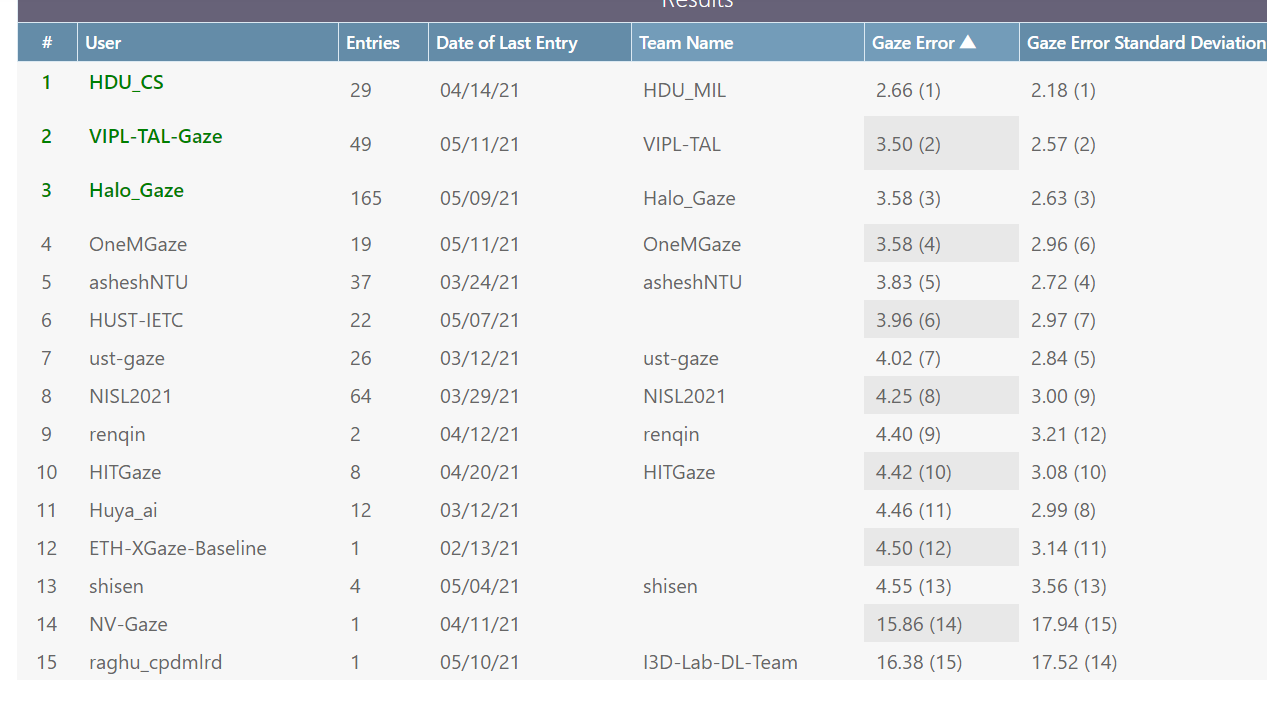 Results
# User Entries Date of Last Entry Team Name Gaze Error ▲ Gaze Error Standard Deviation
1 HDU_CS 29 04/14/21 HDU_MIL 2.66 (1) 2.18 (1)
2 VIPL-TAL-Gaze 49 05/11/21 VIPL-TAL 3.50 (2) 2.57 (2)
3 Halo_Gaze 165 05/09/21 Halo_Gaze 3.58 (3) 2.63 (3)
4 OneMGaze 19 05/11/21 OneMGaze 3.58 (4) 2.96 (6)
5 asheshNTU 37 03/24/21 asheshNTU 3.83 (5) 2.72 (4)
6 HUST-IETC 22 05/07/21 3.96 (6) 2.97 (7)
7 ust-gaze 26 03/12/21 ust-gaze 4.02 (7) 2.84 (5)
8 NISL2021 64 03/29/21 NISL2021 4.25 (8) 3.00 (9)
9 renqin 2 04/12/21 renqin 4.40 (9) 3.21 (12)
10 HITGaze 8 04/20/21 HITGaze 4.42 (10) 3.08 (10)
11 Huya_ai 12 03/12/21 4.46 (11) 2.99 (8)
12 ETH-XGaze-Baseline 1 02/13/21 4.50 (12) 3.14 (11)
13 shisen 4 05/04/21 shisen 4.55 (13) 3.56 (13)
14 NV-Gaze 1 04/11/21 15.86 (14) 17.94 (15)
15 raghu_cpdmlrd 1 05/10/21 I3D-Lab-DL-Team 16.38 (15) 17.52 (14)